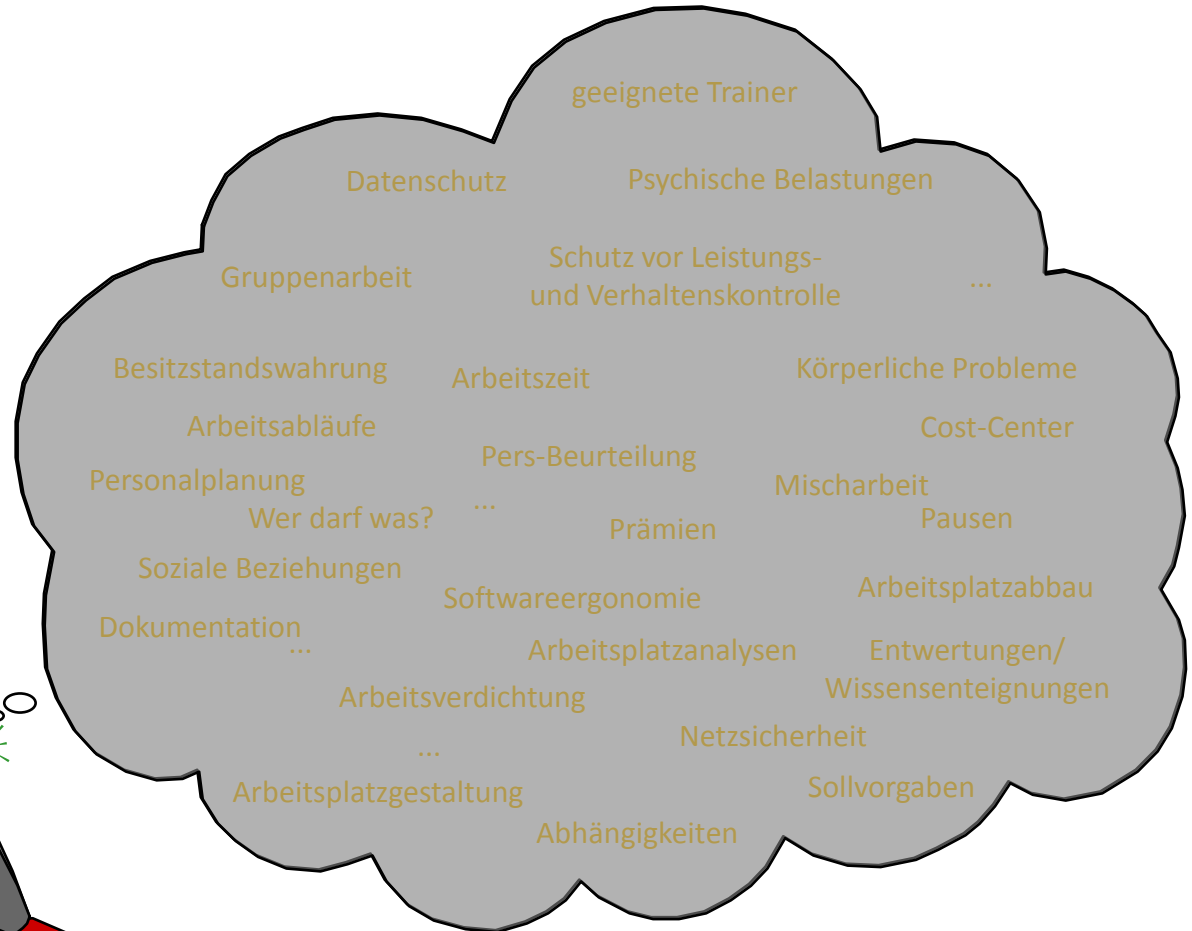 geeignete Trainer
Datenschutz
Psychische Belastungen
Gruppenarbeit
Schutz vor Leistungs-
und Verhaltenskontrolle
...
Besitzstandswahrung
Arbeitszeit
Körperliche Probleme
Arbeitsabläufe
Cost-Center
Pers-Beurteilung
Personalplanung
Mischarbeit
...
Wer darf was?
Prämien
Pausen
Soziale Beziehungen
Softwareergonomie
Arbeitsplatzabbau
Dokumentation
...
Arbeitsplatzanalysen
Entwertungen/
Wissensenteignungen
Arbeitsverdichtung
Netzsicherheit
...
Arbeitsplatzgestaltung
Sollvorgaben
Abhängigkeiten